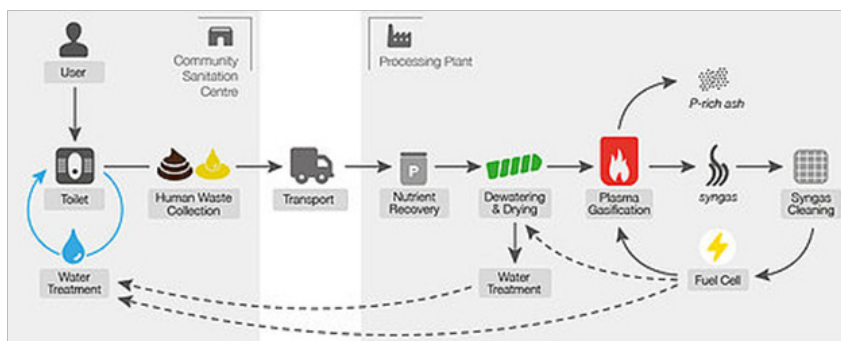 User
Community
Sanitation
Centre
Processing Plant
P-rich ash
P
Toilet
Human Waste
Collection
Transport
Nutrient
Recovery
Dewatering
& Drying
Plasma
Gasification
syngas
Syngas
Cleaning
Water
Treatment
Water
Treatment
Fuel Cell